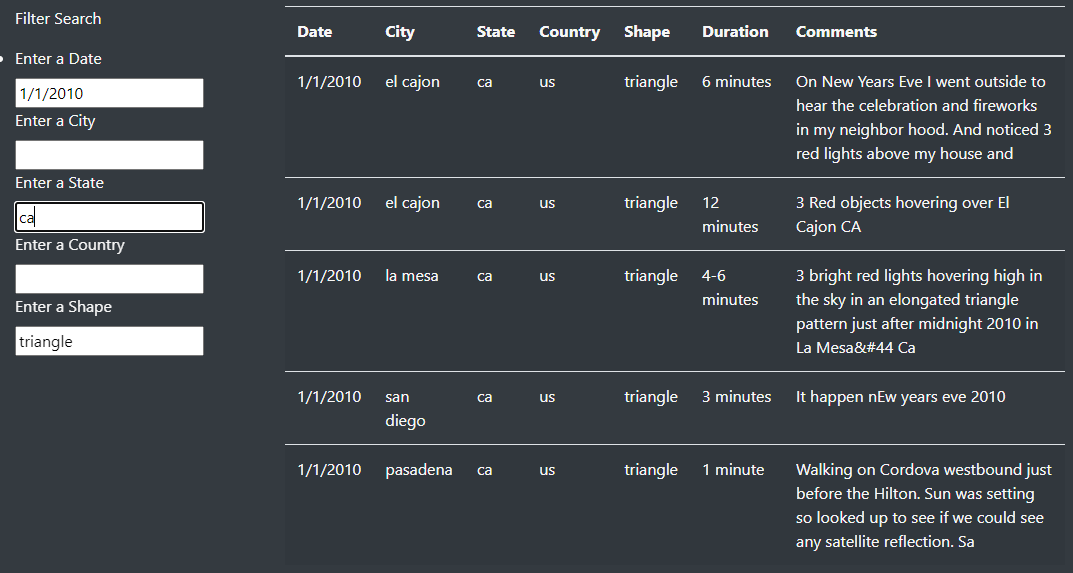 Filter Search
Enter a Date
1/1/2010
Enter a City
Enter a State
ca
Enter a Country
Enter a Shape
triangle
Date City State Country Shape Duration Comments
1/1/2010 el cajon ca us triangle 6 minutes On New Years Eve I went outside to
hear the celebration and fireworks
in my neighbor hood. And noticed 3
red lights above my house and
1/1/2010 el cajon ca us triangle 12 3 Red objects hovering over El
minutes Cajon CA
1/1/2010 la mesa ca us triangle 4-6 3 bright red lights hovering high in
minutes the sky in an elongated triangle
pattern just after midnight 2010 in
La Mesa&#44 Ca
1/1/2010 san ca us triangle 3 minutes It happen nEw years eve 2010
diego
1/1/2010 pasadena ca us triangle 1 minute Walking on Cordova westbound just
before the Hilton. Sun was setting
so looked up to see if we could see
any satellite reflection. Sa